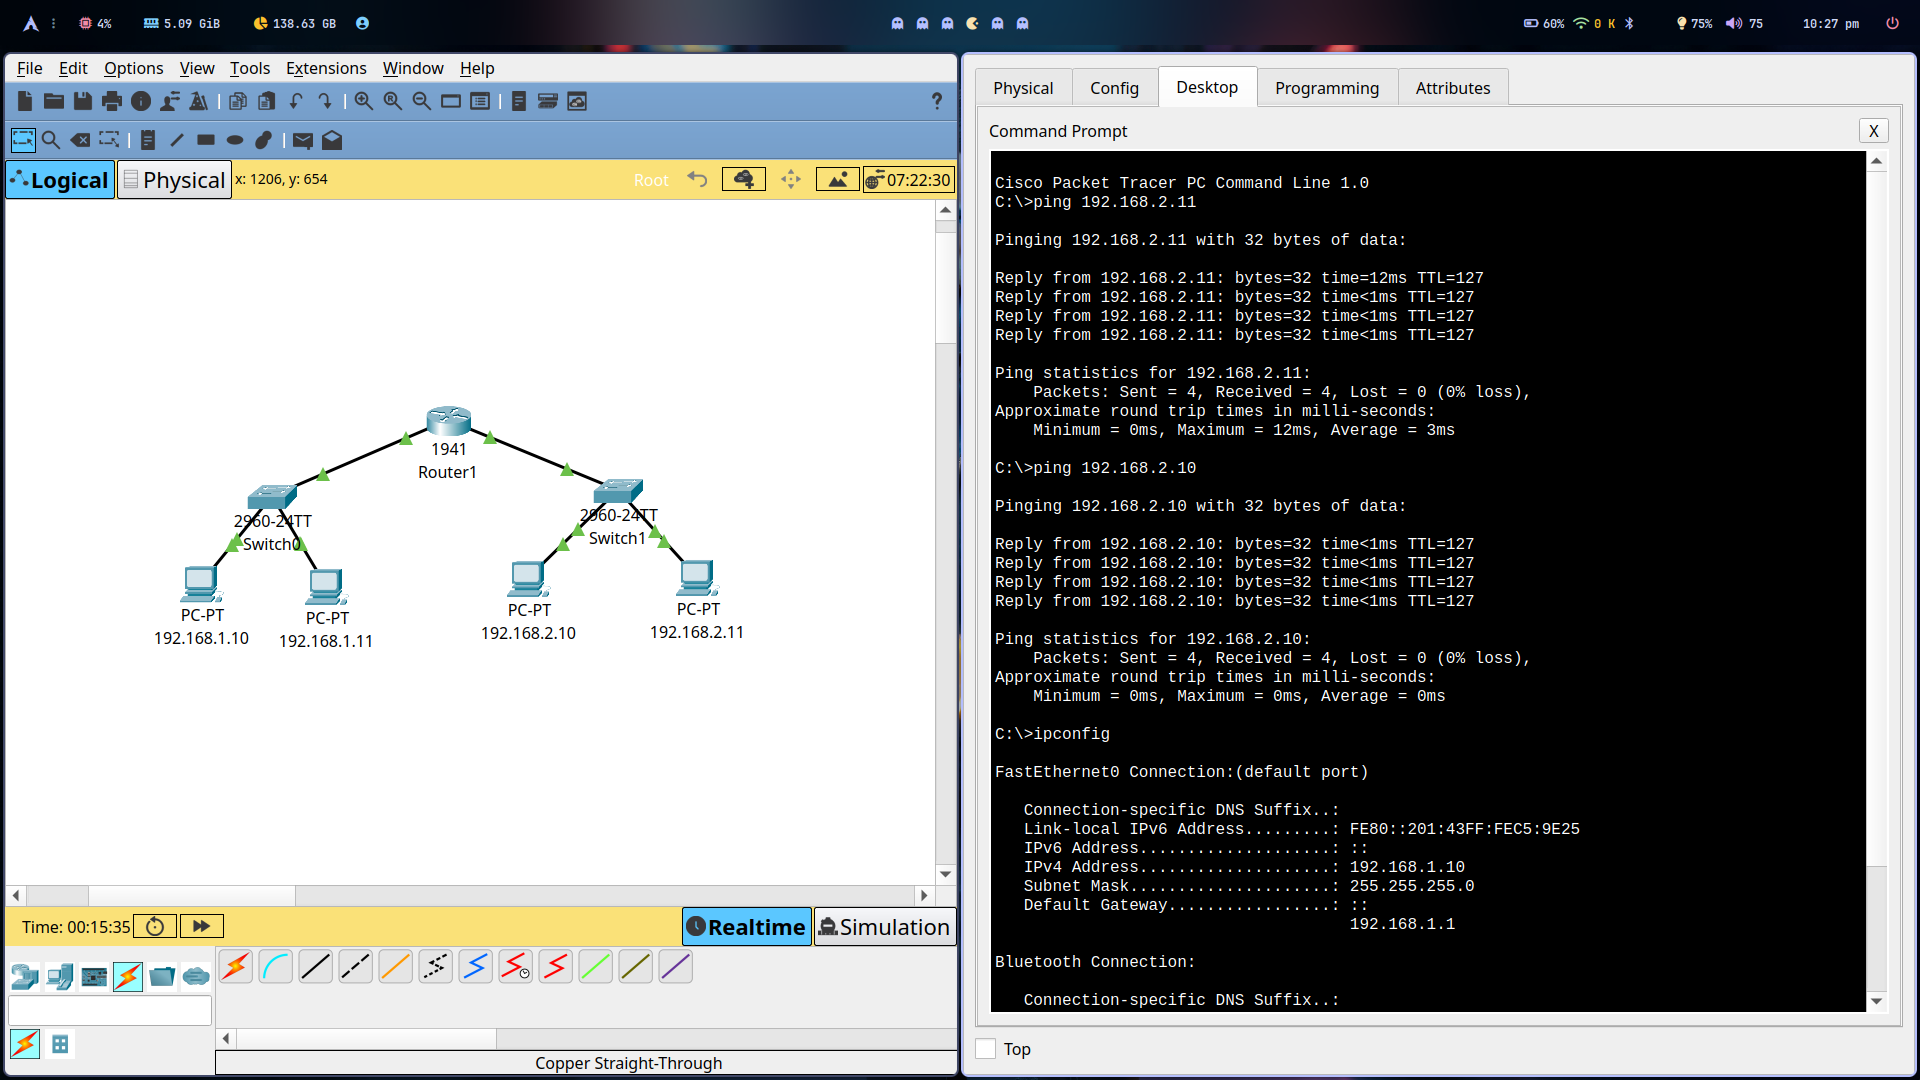 4% 5.09 GiB 138.63 GB 60% 0 K 75% 75 10:27 pm
File Edit Options View Tools Extensions Window Help
?
Logical Physical x: 1206, y: 654 Root 07:22:30
1941
Router1
2960-24TT
Switch0
2960-24TT
Switch1
PC-PT
192.168.1.10
PC-PT
192.168.1.11
PC-PT
192.168.2.10
PC-PT
192.168.2.11
Time: 00:15:35 Realtime Simulation
Copper Straight-Through
Physical Config Desktop Programming Attributes
Command Prompt X
Cisco Packet Tracer PC Command Line 1.0
C:\>ping 192.168.2.11
Pinging 192.168.2.11 with 32 bytes of data:
Reply from 192.168.2.11: bytes=32 time=12ms TTL=127
Reply from 192.168.2.11: bytes=32 time<1ms TTL=127
Reply from 192.168.2.11: bytes=32 time<1ms TTL=127
Reply from 192.168.2.11: bytes=32 time<1ms TTL=127
Ping statistics for 192.168.2.11:
Packets: Sent = 4, Received = 4, Lost = 0 (0% loss),
Approximate round trip times in milli-seconds:
Minimum = 0ms, Maximum = 12ms, Average = 3ms
C:\>ping 192.168.2.10
Pinging 192.168.2.10 with 32 bytes of data:
Reply from 192.168.2.10: bytes=32 time<1ms TTL=127
Reply from 192.168.2.10: bytes=32 time<1ms TTL=127
Reply from 192.168.2.10: bytes=32 time<1ms TTL=127
Reply from 192.168.2.10: bytes=32 time<1ms TTL=127
Ping statistics for 192.168.2.10:
Packets: Sent = 4, Received = 4, Lost = 0 (0% loss),
Approximate round trip times in milli-seconds:
Minimum = 0ms, Maximum = 0ms, Average = 0ms
C:\>ipconfig
FastEthernet0 Connection:(default port)
Connection-specific DNS Suffix..:
Link-local IPv6 Address.........: FE80::201:43FF:FEC5:9E25
IPv6 Address....................: ::
IPv4 Address....................: 192.168.1.10
Subnet Mask.....................: 255.255.255.0
Default Gateway.................: ::
192.168.1.1
Bluetooth Connection:
Connection-specific DNS Suffix..:
Top